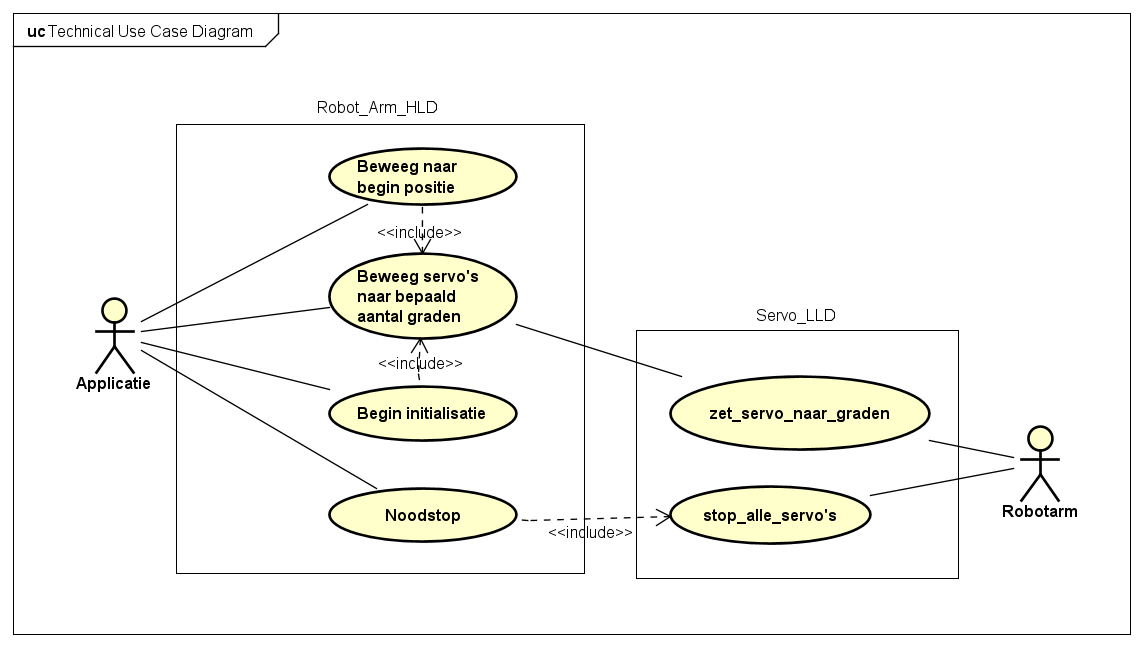 uc Technical Use Case Diagram
Robot_Arm_HLD
Beweeg naar
begin positie
<<include>>
Beweeg servo's
naar bepaald
aantal graden
<<include>>
Begin initialisatie
Noodstop
<<include>>
Applicatie
Servo_LLD
zet_servo_naar_graden
stop_alle_servo's
Robotarm